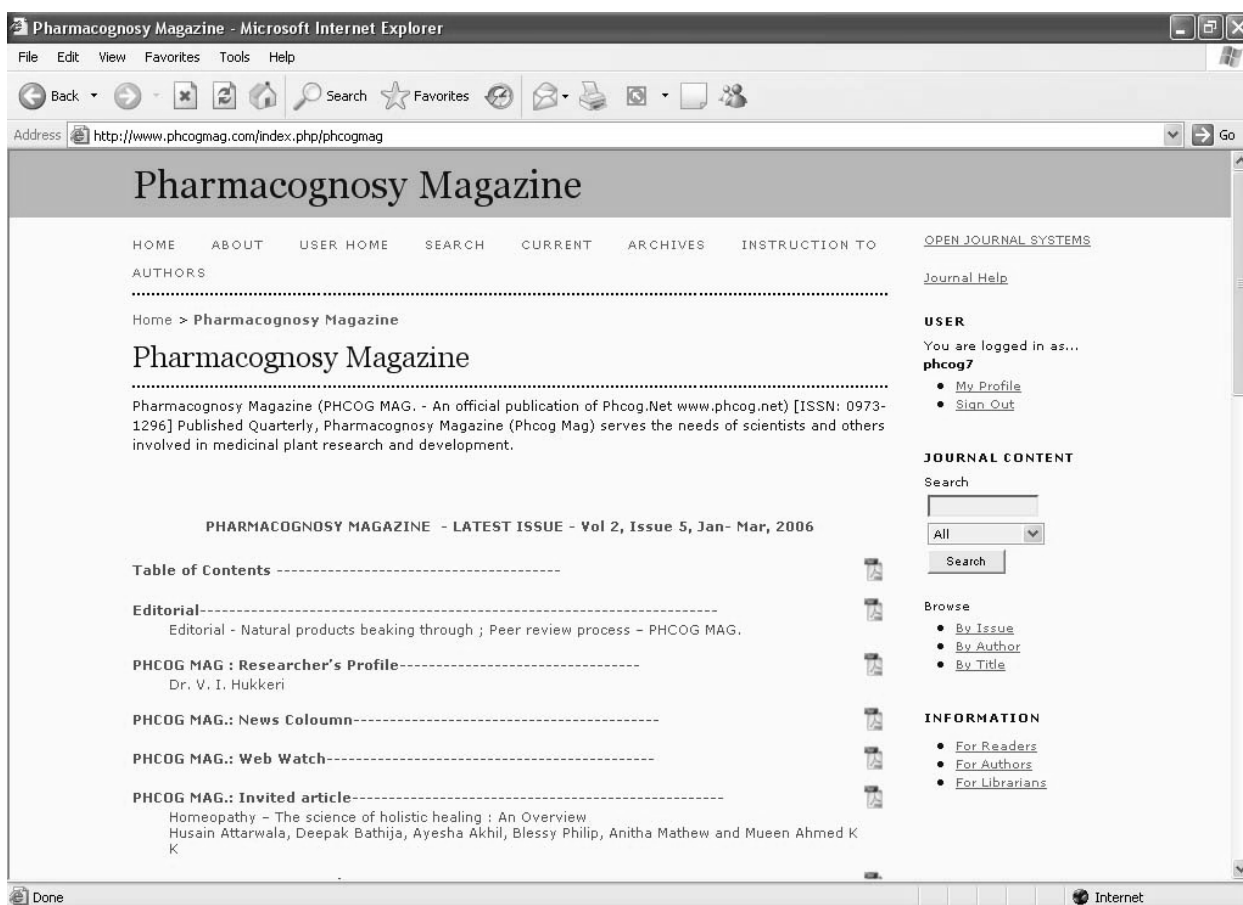 Pharmacognosy Magazine - Microsoft Internet Explorer
File Edit View Favorites Tools Help
Back Search Favorites
Address http://www.phcogmag.com/index.php/phcogmag Go
Pharmacognosy Magazine
HOME ABOUT USER HOME SEARCH CURRENT ARCHIVES INSTRUCTION TO
AUTHORS
Home > Pharmacognosy Magazine
Pharmacognosy Magazine
Pharmacognosy Magazine (PHCOG MAG. - An official publication of Phcog.Net www.phcog.net) [ISSN: 0973-
1296] Published Quarterly, Pharmacognosy Magazine (Phcog Mag) serves the needs of scientists and others
involved in medicinal plant research and development.
PHARMACOGNOSY MAGAZINE - LATEST ISSUE - Vol 2, Issue 5, Jan- Mar, 2006
Table of Contents ---------------------------------------
Editorial-----------------------------------------------------------------------
Editorial - Natural products beaking through ; Peer review process – PHCOG MAG.
PHCOG MAG : Researcher's Profile---------------------------------
Dr. V. I. Hukkeri
PHCOG MAG.: News Coloumn------------------------------------------
PHCOG MAG.: Web Watch---------------------------------------------
PHCOG MAG.: Invited article---------------------------------------------------
Homeopathy – The science of holistic healing : An Overview
Husain Attarwala, Deepak Bathija, Ayesha Akhil, Blessy Philip, Anitha Mathew and Mueen Ahmed K
K
OPEN JOURNAL SYSTEMS
Journal Help
USER
You are logged in as...
phcog7
My Profile
Sign Out
JOURNAL CONTENT
Search
All
Search
Browse
By Issue
By Author
By Title
INFORMATION
For Readers
For Authors
For Librarians
Done Internet